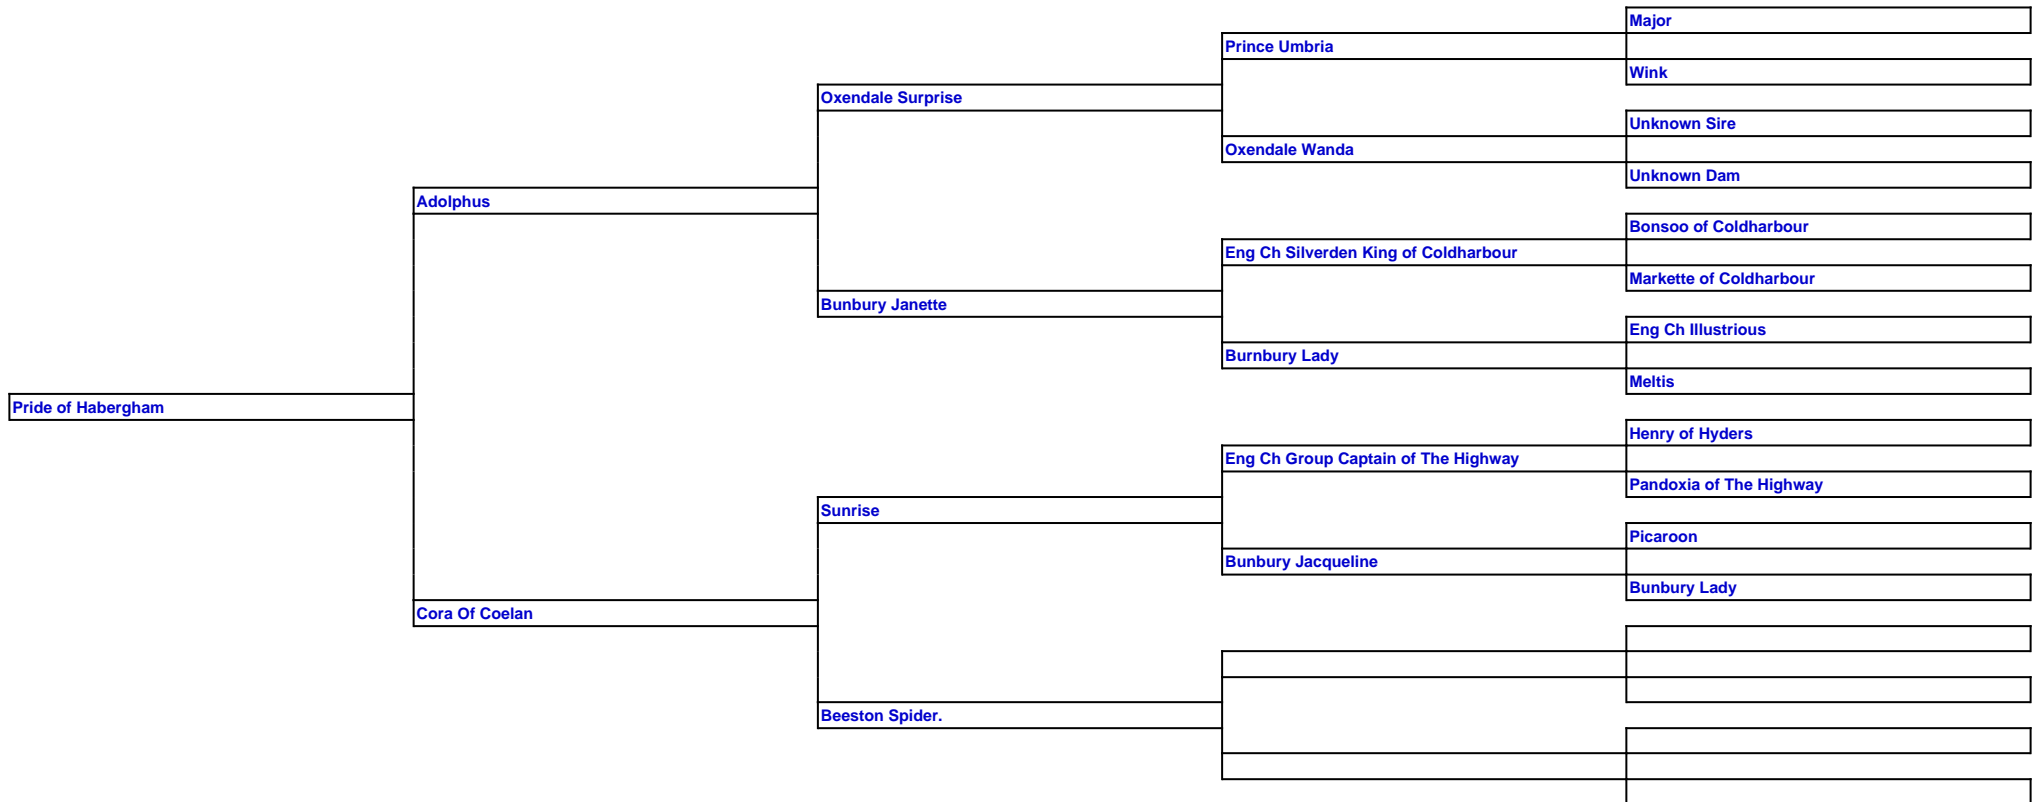 Major
Prince Umbria
Wink
Oxendale Surprise
Unknown Sire
Oxendale Wanda
Unknown Dam
Adolphus
Bonsoo of Coldharbour
Eng Ch Silverden King of Coldharbour
Markette of Coldharbour
Bunbury Janette
Eng Ch Illustrious
Burnbury Lady
Meltis
Pride of Habergham
Henry of Hyders
Eng Ch Group Captain of The Highway
Pandoxia of The Highway
Sunrise
Picaroon
Bunbury Jacqueline
Bunbury Lady
Cora Of Coelan
Beeston Spider.